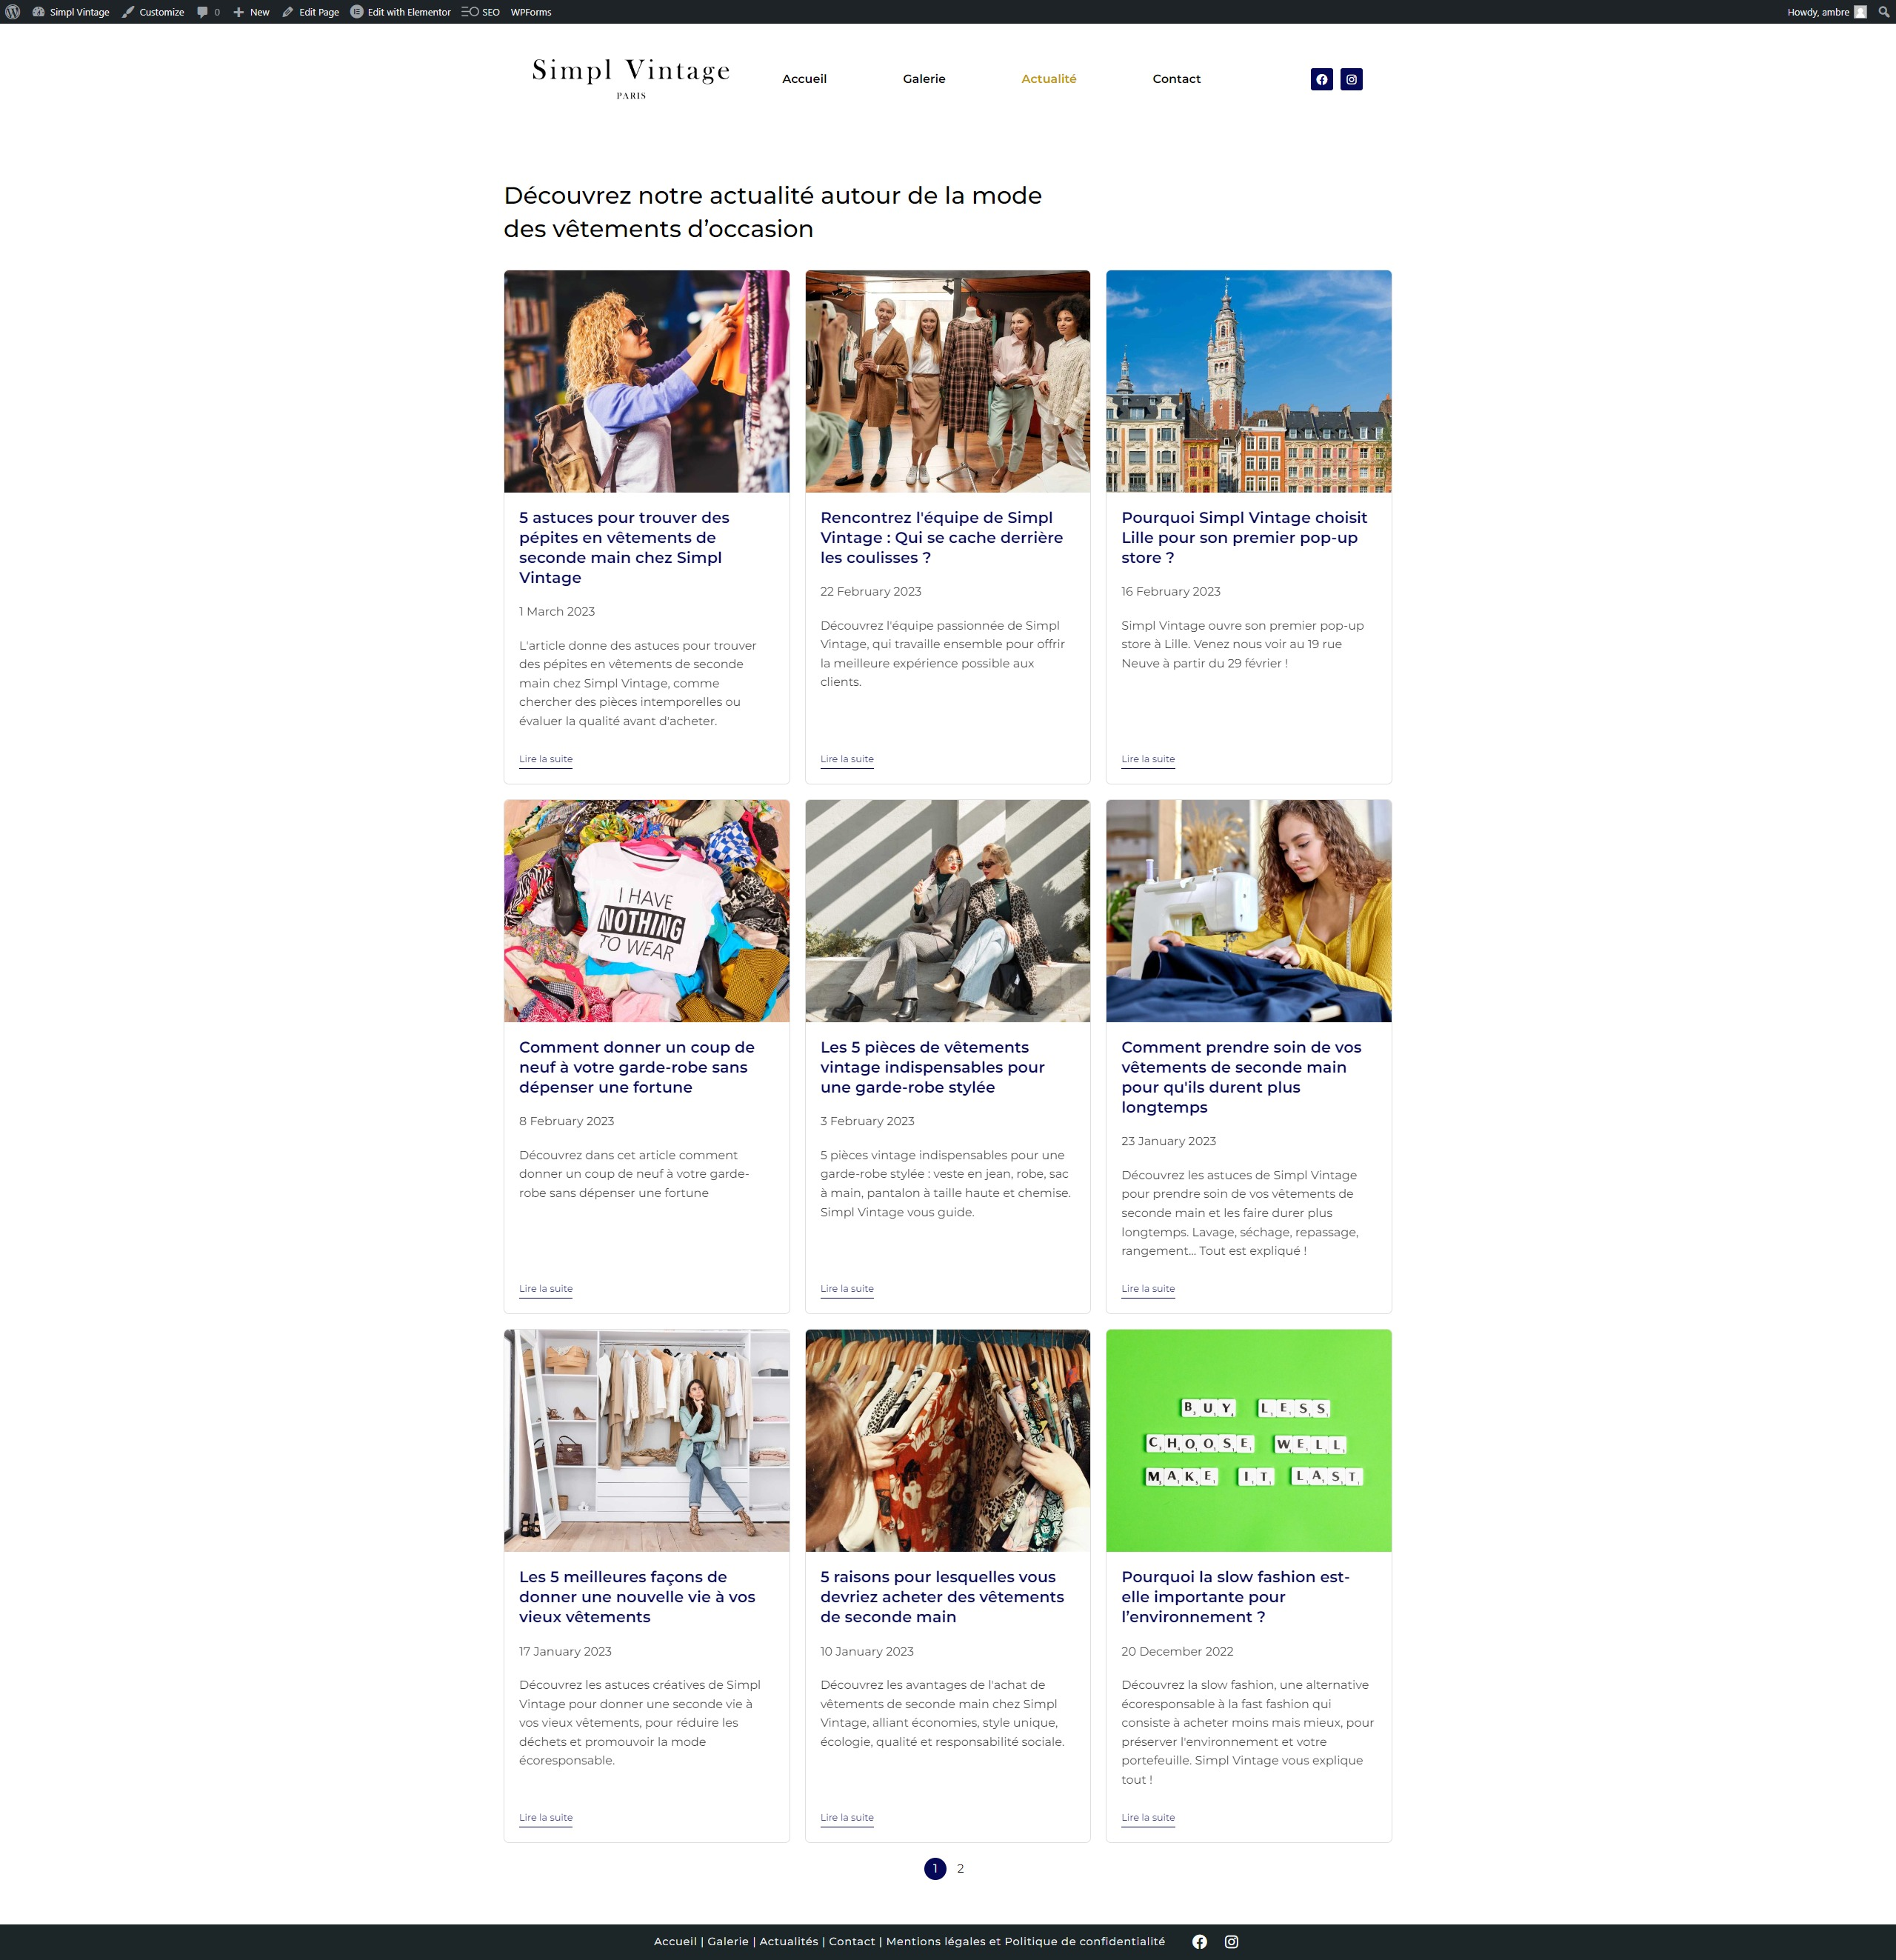 Simpl Vintage Customize 0 New Edit Page Edit with Elementor SEO WPForms Howdy, ambre
Simpl Vintage
PARIS
Accueil Galerie Actualité Contact
Découvrez notre actualité autour de la mode
des vêtements d’occasion
5 astuces pour trouver des
pépites en vêtements de
seconde main chez Simpl
Vintage
1 March 2023
L'article donne des astuces pour trouver
des pépites en vêtements de seconde
main chez Simpl Vintage, comme
chercher des pièces intemporelles ou
évaluer la qualité avant d'acheter.
Lire la suite
Rencontrez l'équipe de Simpl
Vintage : Qui se cache derrière
les coulisses ?
22 February 2023
Découvrez l'équipe passionnée de Simpl
Vintage, qui travaille ensemble pour offrir
la meilleure expérience possible aux
clients.
Lire la suite
Pourquoi Simpl Vintage choisit
Lille pour son premier pop-up
store ?
16 February 2023
Simpl Vintage ouvre son premier pop-up
store à Lille. Venez nous voir au 19 rue
Neuve à partir du 29 février !
Lire la suite
I HAVE
NOTHING
TO WEAR
Comment donner un coup de
neuf à votre garde-robe sans
dépenser une fortune
8 February 2023
Découvrez dans cet article comment
donner un coup de neuf à votre garde-
robe sans dépenser une fortune
Lire la suite
Les 5 pièces de vêtements
vintage indispensables pour
une garde-robe stylée
3 February 2023
5 pièces vintage indispensables pour une
garde-robe stylée : veste en jean, robe, sac
à main, pantalon à taille haute et chemise.
Simpl Vintage vous guide.
Lire la suite
Comment prendre soin de vos
vêtements de seconde main
pour qu'ils durent plus
longtemps
23 January 2023
Découvrez les astuces de Simpl Vintage
pour prendre soin de vos vêtements de
seconde main et les faire durer plus
longtemps. Lavage, séchage, repassage,
rangement... Tout est expliqué !
Lire la suite
Les 5 meilleures façons de
donner une nouvelle vie à vos
vieux vêtements
17 January 2023
Découvrez les astuces créatives de Simpl
Vintage pour donner une seconde vie à
vos vieux vêtements, pour réduire les
déchets et promouvoir la mode
écoresponsable.
Lire la suite
5 raisons pour lesquelles vous
devriez acheter des vêtements
de seconde main
10 January 2023
Découvrez les avantages de l'achat de
vêtements de seconde main chez Simpl
Vintage, alliant économies, style unique,
écologie, qualité et responsabilité sociale.
Lire la suite
BUY LESS
CHOOSE WELL
MAKE IT LAST
Pourquoi la slow fashion est-
elle importante pour
l’environnement ?
20 December 2022
Découvrez la slow fashion, une alternative
écoresponsable à la fast fashion qui
consiste à acheter moins mais mieux, pour
préserver l'environnement et votre
portefeuille. Simpl Vintage vous explique
tout !
Lire la suite
1 2
Accueil | Galerie | Actualités | Contact | Mentions légales et Politique de confidentialité